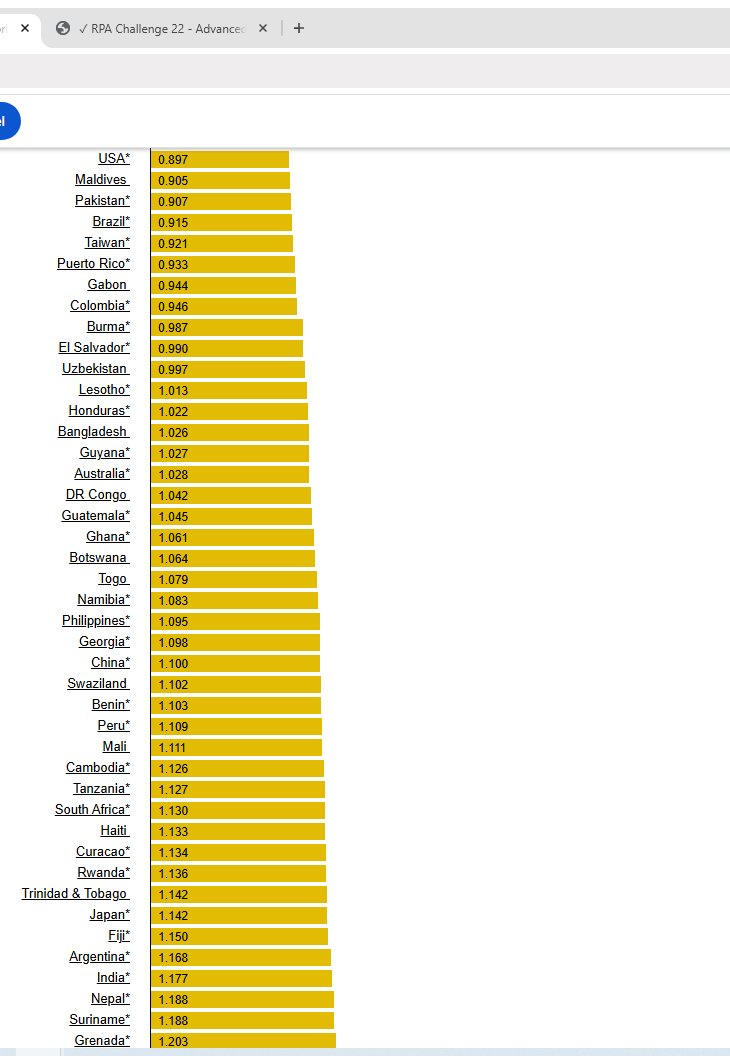 ✓ RPA Challenge 22 - Advanced
USA* 0.897
Maldives 0.905
Pakistan* 0.907
Brazil* 0.915
Taiwan* 0.921
Puerto Rico* 0.933
Gabon 0.944
Colombia* 0.946
Burma* 0.987
El Salvador* 0.990
Uzbekistan 0.997
Lesotho* 1.013
Honduras* 1.022
Bangladesh 1.026
Guyana* 1.027
Australia* 1.028
DR Congo 1.042
Guatemala* 1.045
Ghana* 1.061
Botswana 1.064
Togo 1.079
Namibia* 1.083
Philippines* 1.095
Georgia* 1.098
China* 1.100
Swaziland 1.102
Benin* 1.103
Peru* 1.109
Mali 1.111
Cambodia* 1.126
Tanzania* 1.127
South Africa* 1.130
Haiti 1.133
Curacao* 1.134
Rwanda* 1.136
Trinidad & Tobago 1.142
Japan* 1.142
Fiji* 1.150
Argentina* 1.168
India* 1.177
Nepal* 1.188
Suriname* 1.188
Grenada* 1.203